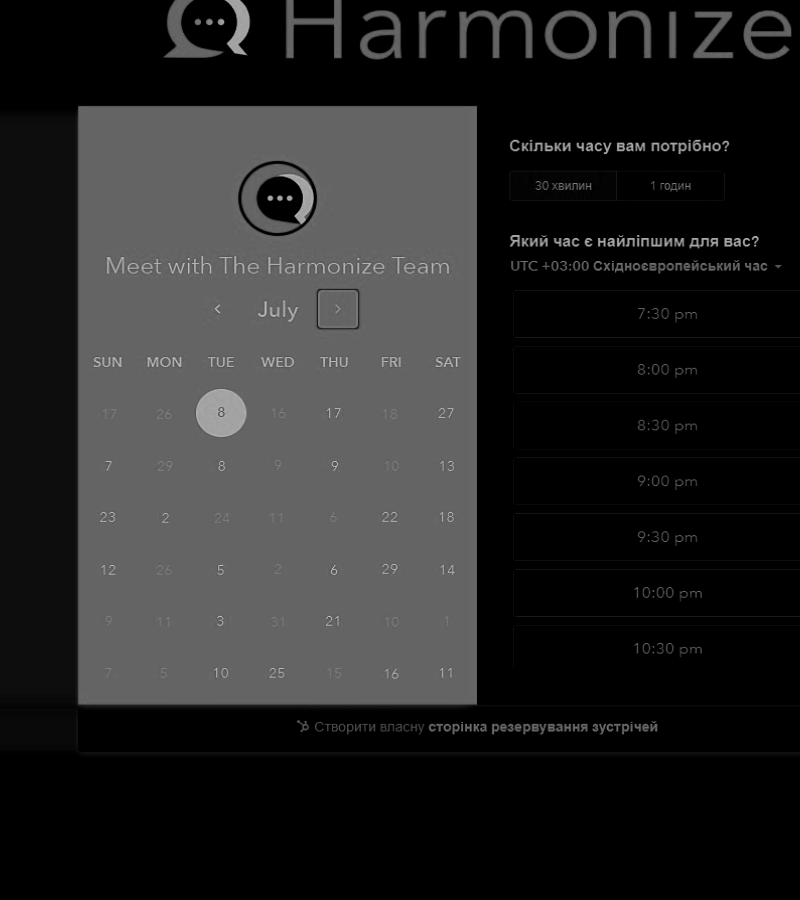 Harmonize
Meet with The Harmonize Team
July
SUN MON TUE WED THU FRI SAT
17 26 8 16 17 18 27
7 29 8 9 9 10 13
23 2 24 11 6 22 18
12 26 5 2 6 29 14
9 11 3 31 21 10 1
7 5 10 25 15 16 11
Скільки часу вам потрібно?
30 хвилин 1 годин
Який час є найліпшим для вас?
UTC +03:00 Східноєвропейський час
7:30 pm
8:00 pm
8:30 pm
9:00 pm
9:30 pm
10:00 pm
10:30 pm
Створити власну сторінка резервування зустрічей